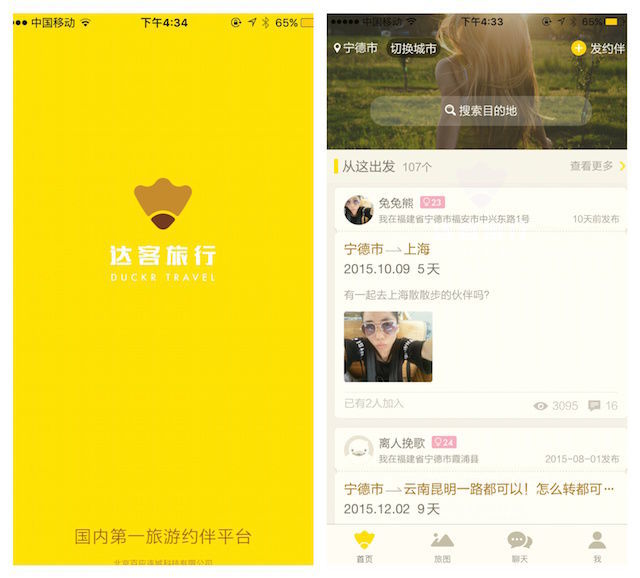 中国移动
下午4:34
65%
达客旅行
DUCKR TRAVEL
国内第一旅游约伴平台
中国移动
下午4:33
65%
宁德市
切换城市
发约伴
搜索目的地
从这出发 107个
查看更多
兔兔熊 23
我在福建省宁德市福安市中兴东路1号
10天前发布
宁德市 上海
2015.10.09 5天
有一起去上海散散步的伙伴吗?
已有2人加入
3095
16
离人挽歌 24
我在福建省宁德市霞浦县
2015-08-01发布
宁德市 云南昆明一路都可以！怎么转都可…
2015.12.02 9天
首页
旅图
聊天
我